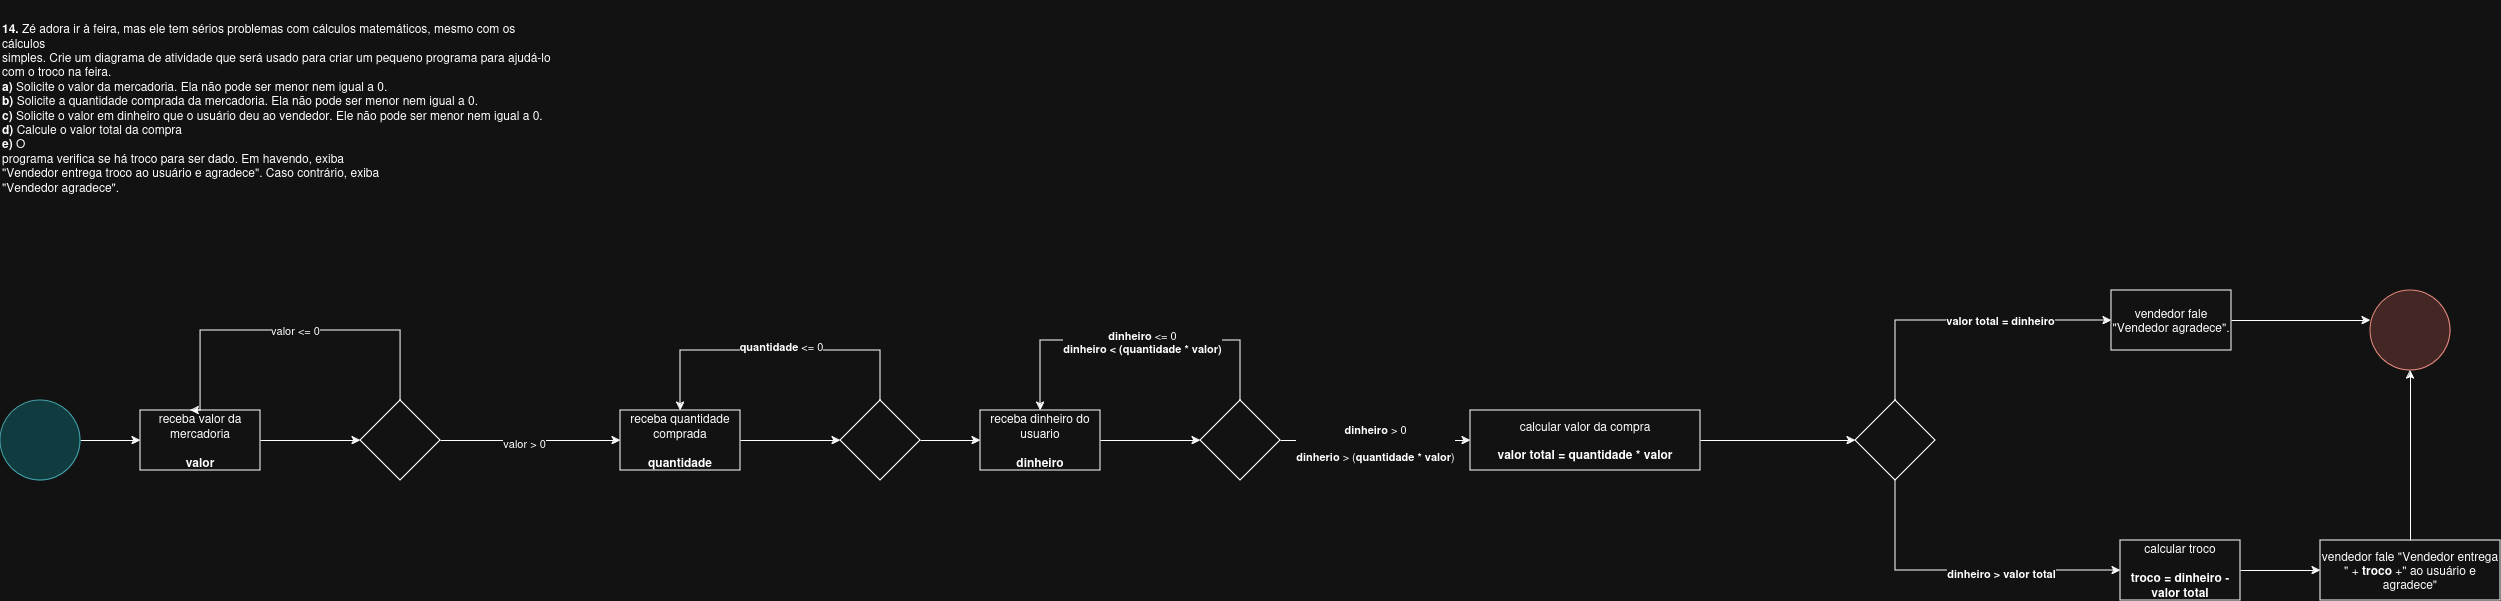 14. Zé adora ir à feira, mas ele tem sérios problemas com cálculos matemáticos, mesmo com os
cálculos
simples. Crie um diagrama de atividade que será usado para criar um pequeno programa para ajudá-lo
com o troco na feira.
a) Solicite o valor da mercadoria. Ela não pode ser menor nem igual a 0.
b) Solicite a quantidade comprada da mercadoria. Ela não pode ser menor nem igual a 0.
c) Solicite o valor em dinheiro que o usuário deu ao vendedor. Ele não pode ser menor nem igual a 0.
d) Calcule o valor total da compra
e) O
programa verifica se há troco para ser dado. Em havendo, exiba
"Vendedor entrega troco ao usuário e agradece". Caso contrário, exiba
"Vendedor agradece".
valor <= 0
receba valor da
mercadoria
valor
valor > 0
quantidade <= 0
receba quantidade
comprada
quantidade
dinheiro <= 0
dinheiro < (quantidade * valor)
receba dinheiro do
usuario
dinheiro
dinheiro > 0
dinherio > (quantidade * valor)
calcular valor da compra
valor total = quantidade * valor
valor total = dinheiro
vendedor fale
"Vendedor agradece".
dinheiro > valor total
calcular troco
troco = dinheiro -
valor total
vendedor fale "Vendedor entrega
" + troco +" ao usuário e
agradece"